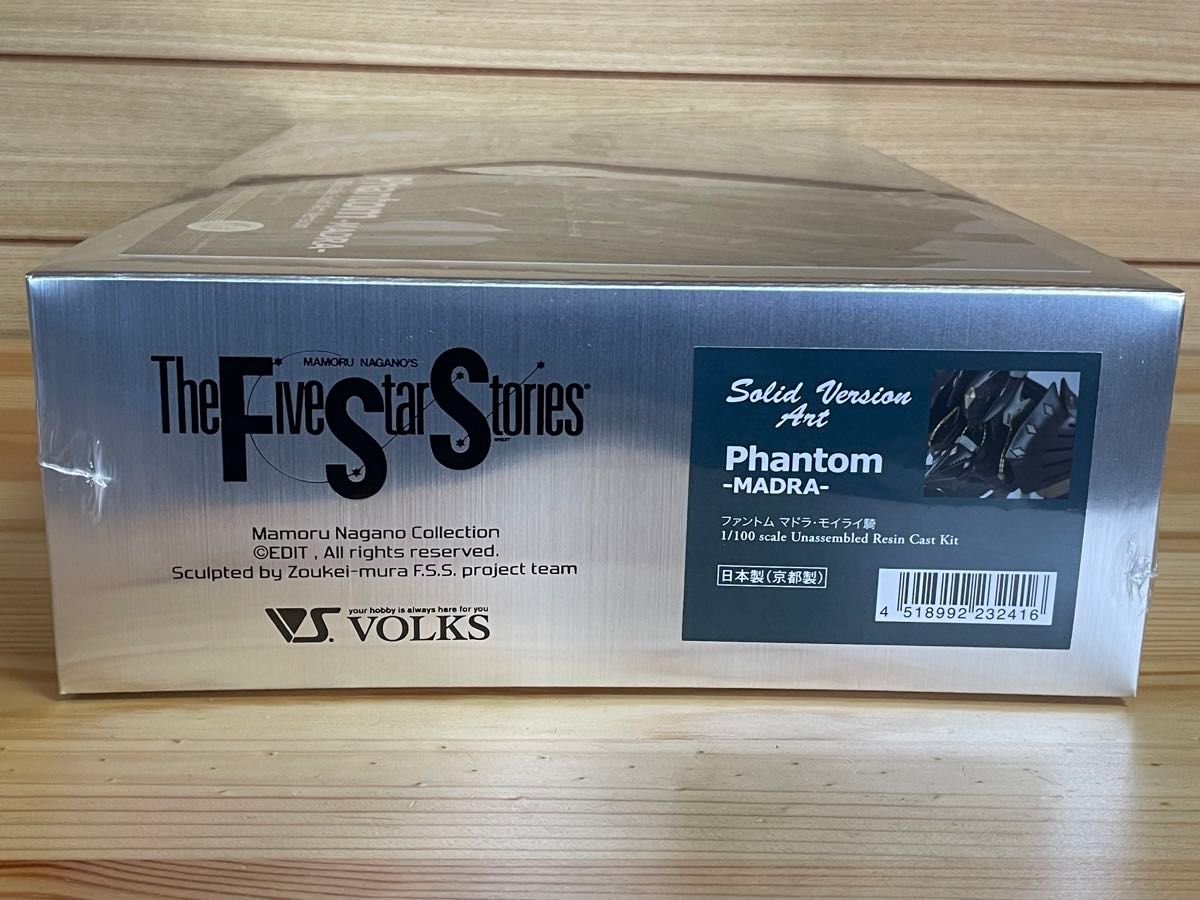 Phantom -MADRA-
MAMORU NAGANO'S
The Five Star Stories®
©EDIT
Mamoru Nagano Collection
©EDIT , All rights reserved.
Sculpted by Zoukei-mura F.S.S. project team
VS. your hobby is always here for you
VOLKS
Solid Version
Art
Phantom
-MADRA-
ファントム マドラ・モイライ騎
1/100 scale Unassembled Resin Cast Kit
日本製(京都製)
4 518992 232416